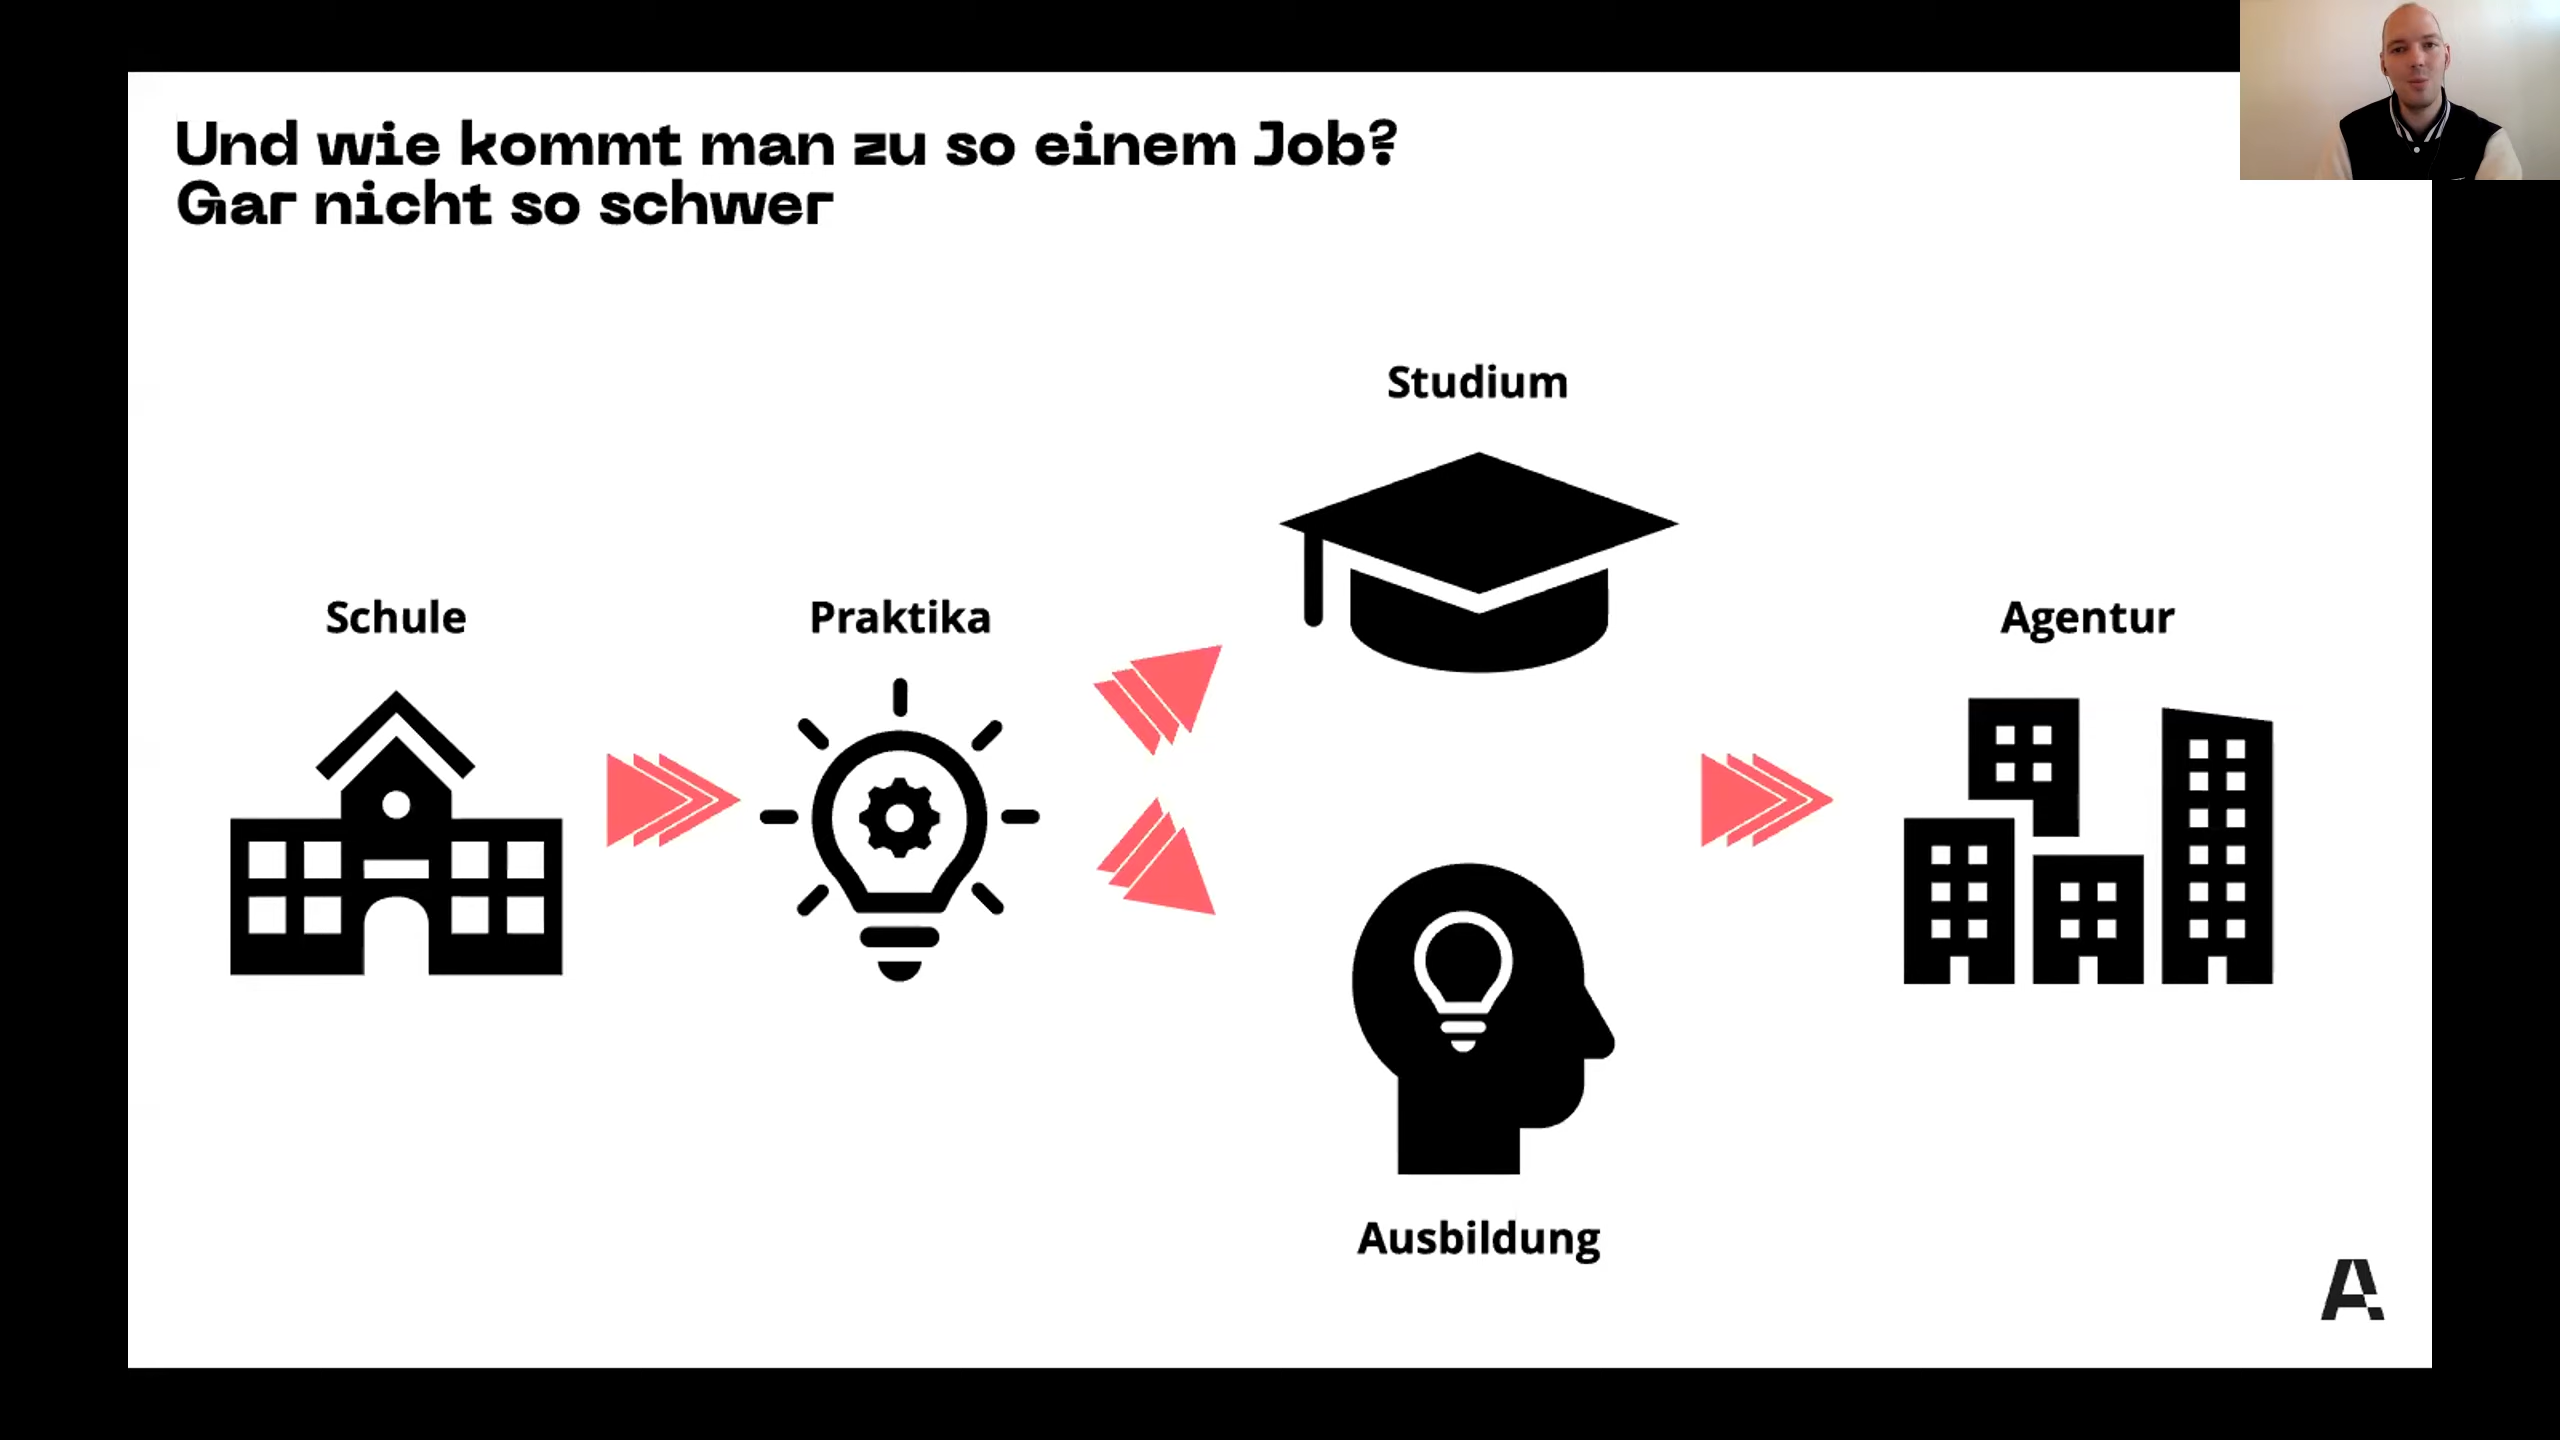 Und wie kommt man zu so einem Job?
Gar nicht so schwer
Studium
Schule
Praktika
Agentur
Ausbildung
A